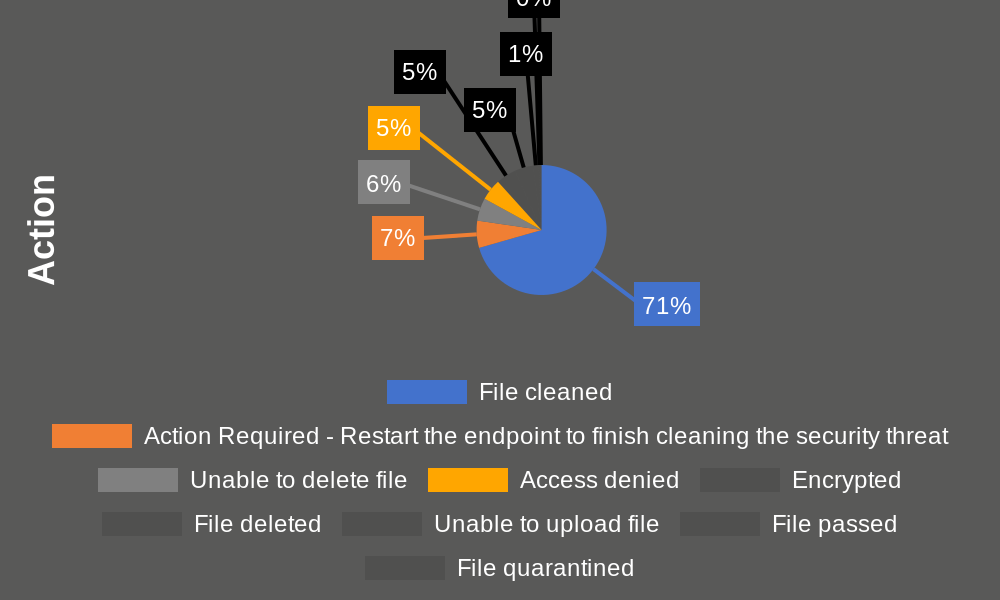 1%
5%
5%
5%
6%
7%
71%
Action
File cleaned
Action Required - Restart the endpoint to finish cleaning the security threat
Unable to delete file Access denied Encrypted
File deleted Unable to upload file File passed
File quarantined